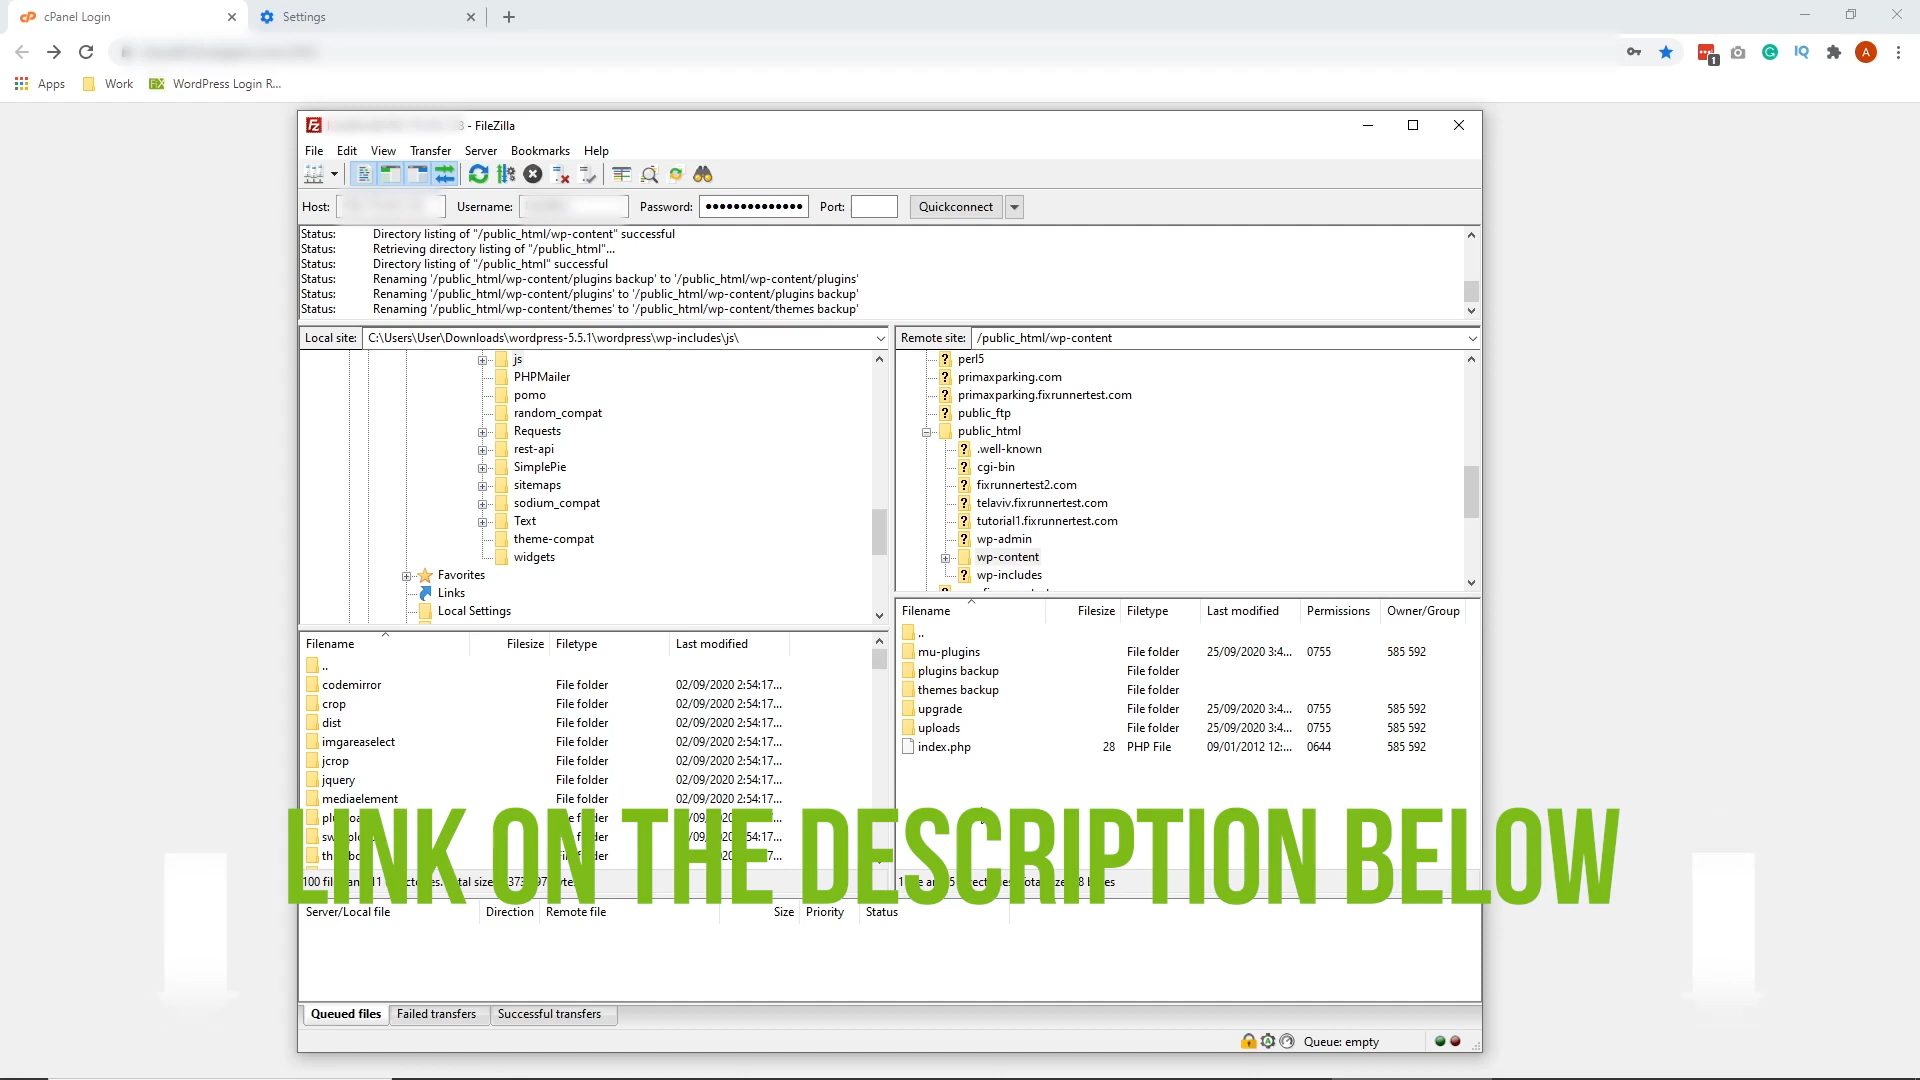 cPanel Login
Settings
Apps
Work
WordPress Login R...
1
IQ
A
8 - FileZilla
File Edit View Transfer Server Bookmarks Help
Host: Username: Password: •••••••••••••• Port: Quickconnect
Status: Directory listing of "/public_html/wp-content" successful
Status: Retrieving directory listing of "/public_html"...
Status: Directory listing of "/public_html" successful
Status: Renaming '/public_html/wp-content/plugins backup' to '/public_html/wp-content/plugins'
Status: Renaming '/public_html/wp-content/plugins' to '/public_html/wp-content/plugins backup'
Status: Renaming '/public_html/wp-content/themes' to '/public_html/wp-content/themes backup'
Local site: C:\Users\User\Downloads\wordpress-5.5.1\wordpress\wp-includes\js\
js
PHPMailer
pomo
random_compat
Requests
rest-api
SimplePie
sitemaps
sodium_compat
Text
theme-compat
widgets
Favorites
Links
Local Settings
Filename Filesize Filetype Last modified
..
codemirror File folder 02/09/2020 2:54:17...
crop File folder 02/09/2020 2:54:17...
dist File folder 02/09/2020 2:54:17...
imgareaselect File folder 02/09/2020 2:54:17...
jcrop File folder 02/09/2020 2:54:17...
jquery File folder 02/09/2020 2:54:17...
mediaelement File folder 02/09/2020 2:54:17...
Remote site: /public_html/wp-content
perl5
primaxparking.com
primaxparking.fixrunnertest.com
public_ftp
public_html
.well-known
cgi-bin
fixrunnertest2.com
telaviv.fixrunnertest.com
tutorial1.fixrunnertest.com
wp-admin
wp-content
wp-includes
Filename Filesize Filetype Last modified Permissions Owner/Group
..
mu-plugins File folder 25/09/2020 3:4... 0755 585 592
plugins backup File folder
themes backup File folder
upgrade File folder 25/09/2020 3:4... 0755 585 592
uploads File folder 25/09/2020 3:4... 0755 585 592
index.php 28 PHP File 09/01/2012 12:... 0644 585 592
LINK ON THE DESCRIPTION BELOW
Server/Local file Direction Remote file Size Priority Status
Queued files Failed transfers Successful transfers
Queue: empty